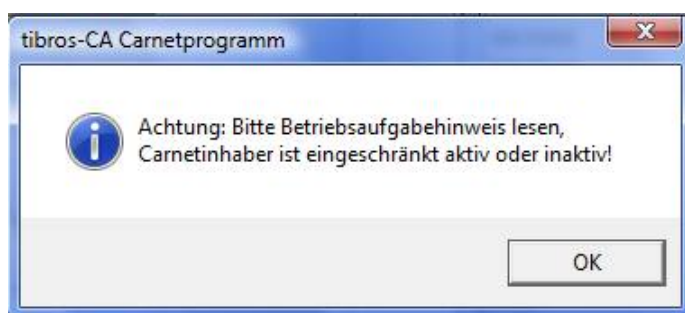 tibros-CA Carnetprogramm
Achtung: Bitte Betriebsaufgabehinweis lesen,
Carnetinhaber ist eingeschränkt aktiv oder inaktiv!
OK